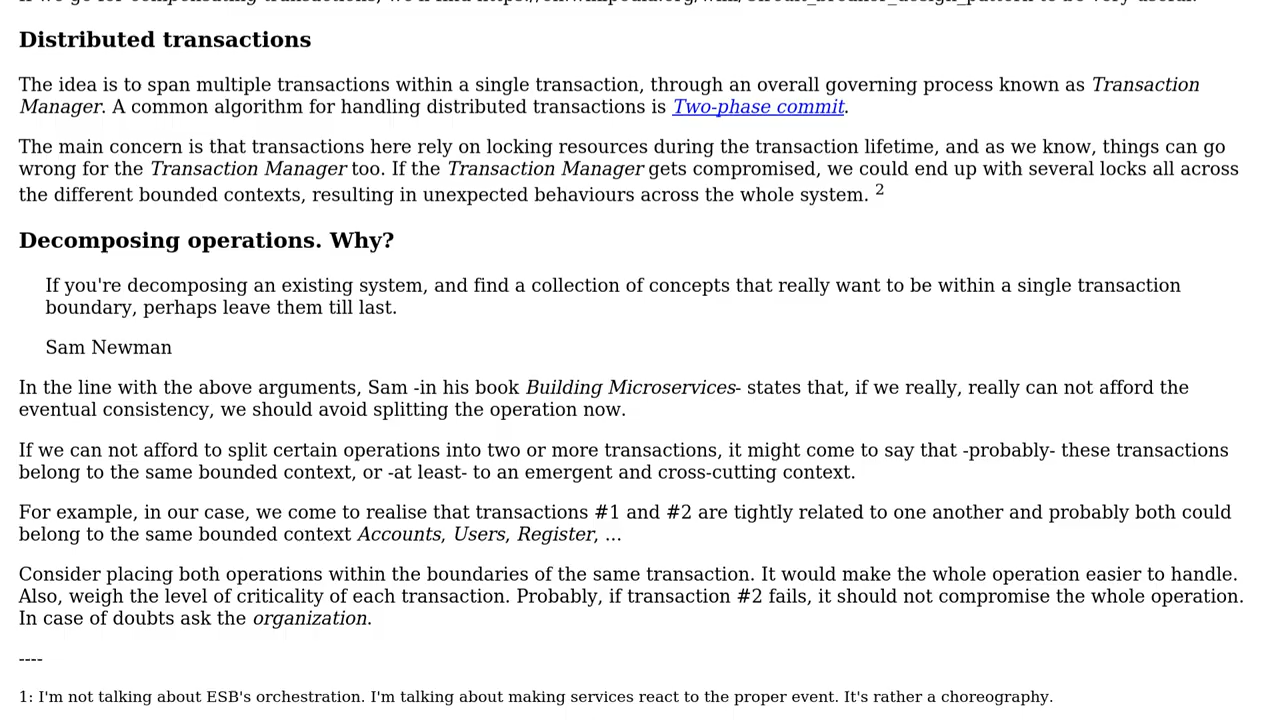 Distributed transactions
The idea is to span multiple transactions within a single transaction, through an overall governing process known as Transaction
Manager. A common algorithm for handling distributed transactions is Two-phase commit.
The main concern is that transactions here rely on locking resources during the transaction lifetime, and as we know, things can go
wrong for the Transaction Manager too. If the Transaction Manager gets compromised, we could end up with several locks all across
the different bounded contexts, resulting in unexpected behaviours across the whole system. 2
Decomposing operations. Why?
If you're decomposing an existing system, and find a collection of concepts that really want to be within a single transaction
boundary, perhaps leave them till last.
Sam Newman
In the line with the above arguments, Sam -in his book Building Microservices- states that, if we really, really can not afford the
eventual consistency, we should avoid splitting the operation now.
If we can not afford to split certain operations into two or more transactions, it might come to say that -probably- these transactions
belong to the same bounded context, or -at least- to an emergent and cross-cutting context.
For example, in our case, we come to realise that transactions #1 and #2 are tightly related to one another and probably both could
belong to the same bounded context Accounts, Users, Register, ...
Consider placing both operations within the boundaries of the same transaction. It would make the whole operation easier to handle.
Also, weigh the level of criticality of each transaction. Probably, if transaction #2 fails, it should not compromise the whole operation.
In case of doubts ask the organization.
----
1: I'm not talking about ESB's orchestration. I'm talking about making services react to the proper event. It's rather a choreography.